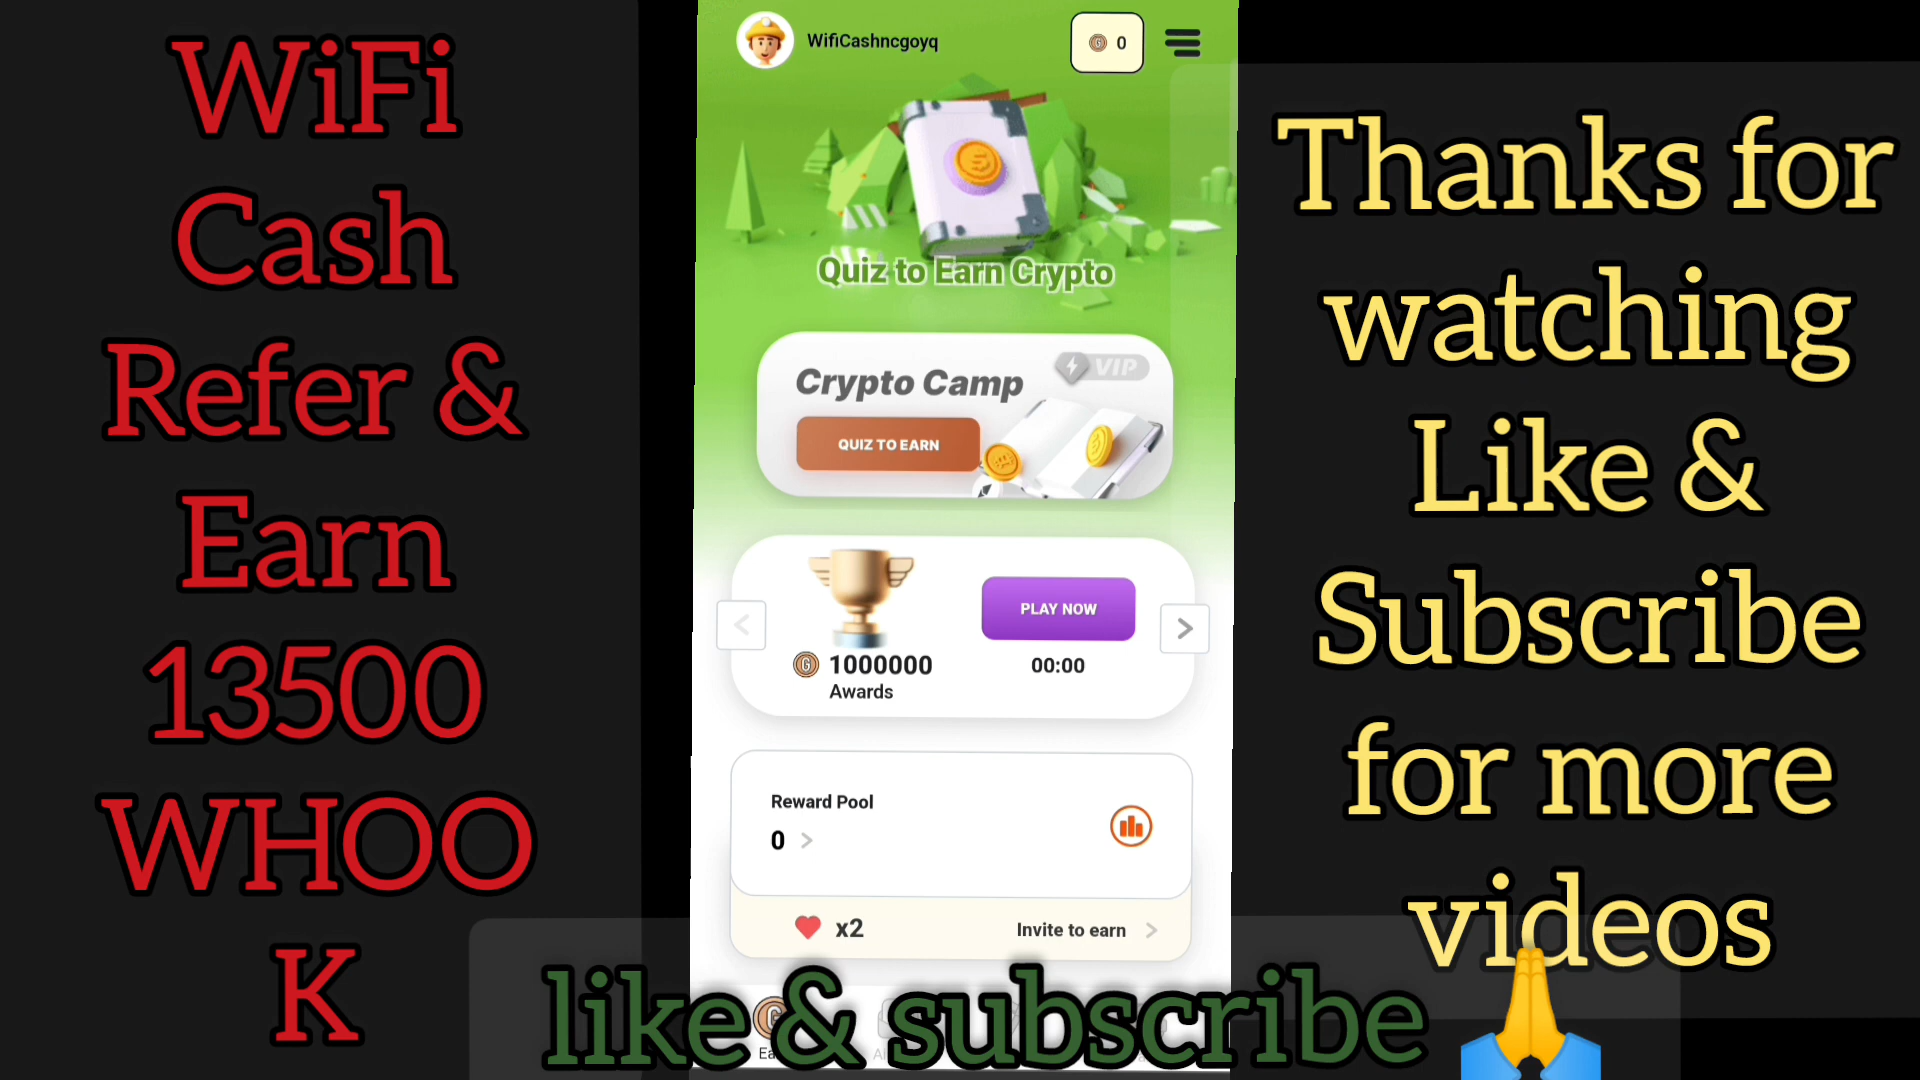 WiFi
Cash
Refer &
Earn
13500
WHOO
K
WifiCashncgoyq
0
Quiz to Earn Crypto
Crypto Camp
VIP
QUIZ TO EARN
1000000
Awards
PLAY NOW
00:00
Reward Pool
0
x2
Invite to earn
Thanks for
watching
Like &
Subscribe
for more
videos
like & subscribe